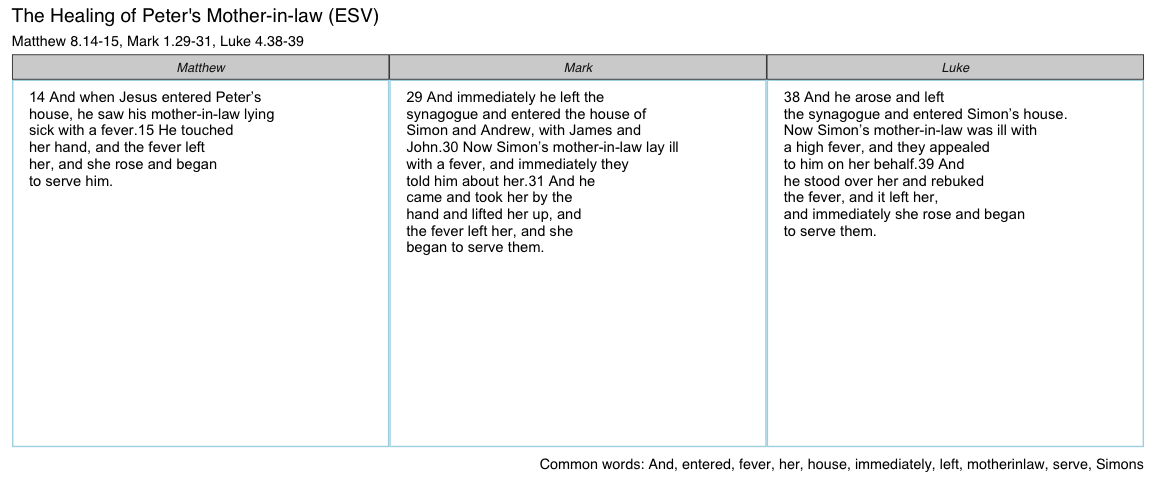 The Healing of Peter's Mother-in-law (ESV)
Matthew 8.14-15, Mark 1.29-31, Luke 4.38-39
Matthew
14 And when Jesus entered Peter’s
house, he saw his mother-in-law lying
sick with a fever.15 He touched
her hand, and the fever left
her, and she rose and began
to serve him.
Mark
29 And immediately he left the
synagogue and entered the house of
Simon and Andrew, with James and
John.30 Now Simon’s mother-in-law lay ill
with a fever, and immediately they
told him about her.31 And he
came and took her by the
hand and lifted her up, and
the fever left her, and she
began to serve them.
Luke
38 And he arose and left
the synagogue and entered Simon’s house.
Now Simon’s mother-in-law was ill with
a high fever, and they appealed
to him on her behalf.39 And
he stood over her and rebuked
the fever, and it left her,
and immediately she rose and began
to serve them.
Common words: And, entered, fever, her, house, immediately, left, motherinlaw, serve, Simons